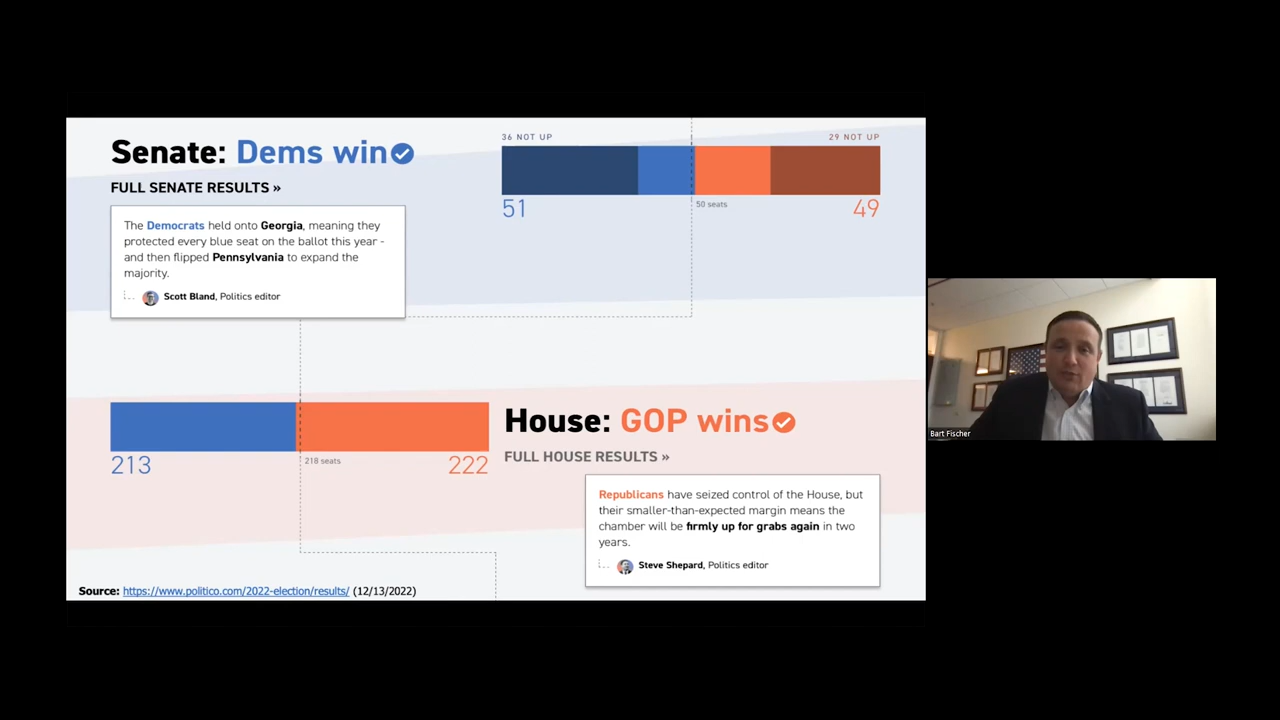 Senate: Dems win
FULL SENATE RESULTS »
The Democrats held onto Georgia, meaning they
protected every blue seat on the ballot this year -
and then flipped Pennsylvania to expand the
majority.
Scott Bland, Politics editor
36 NOT UP
29 NOT UP
51
50 seats
49
213
218 seats
222
House: GOP wins
FULL HOUSE RESULTS »
Republicans have seized control of the House, but
their smaller-than-expected margin means the
chamber will be firmly up for grabs again in two
years.
Steve Shepard, Politics editor
Source: https://www.politico.com/2022-election/results/ (12/13/2022)
Bart Fischer